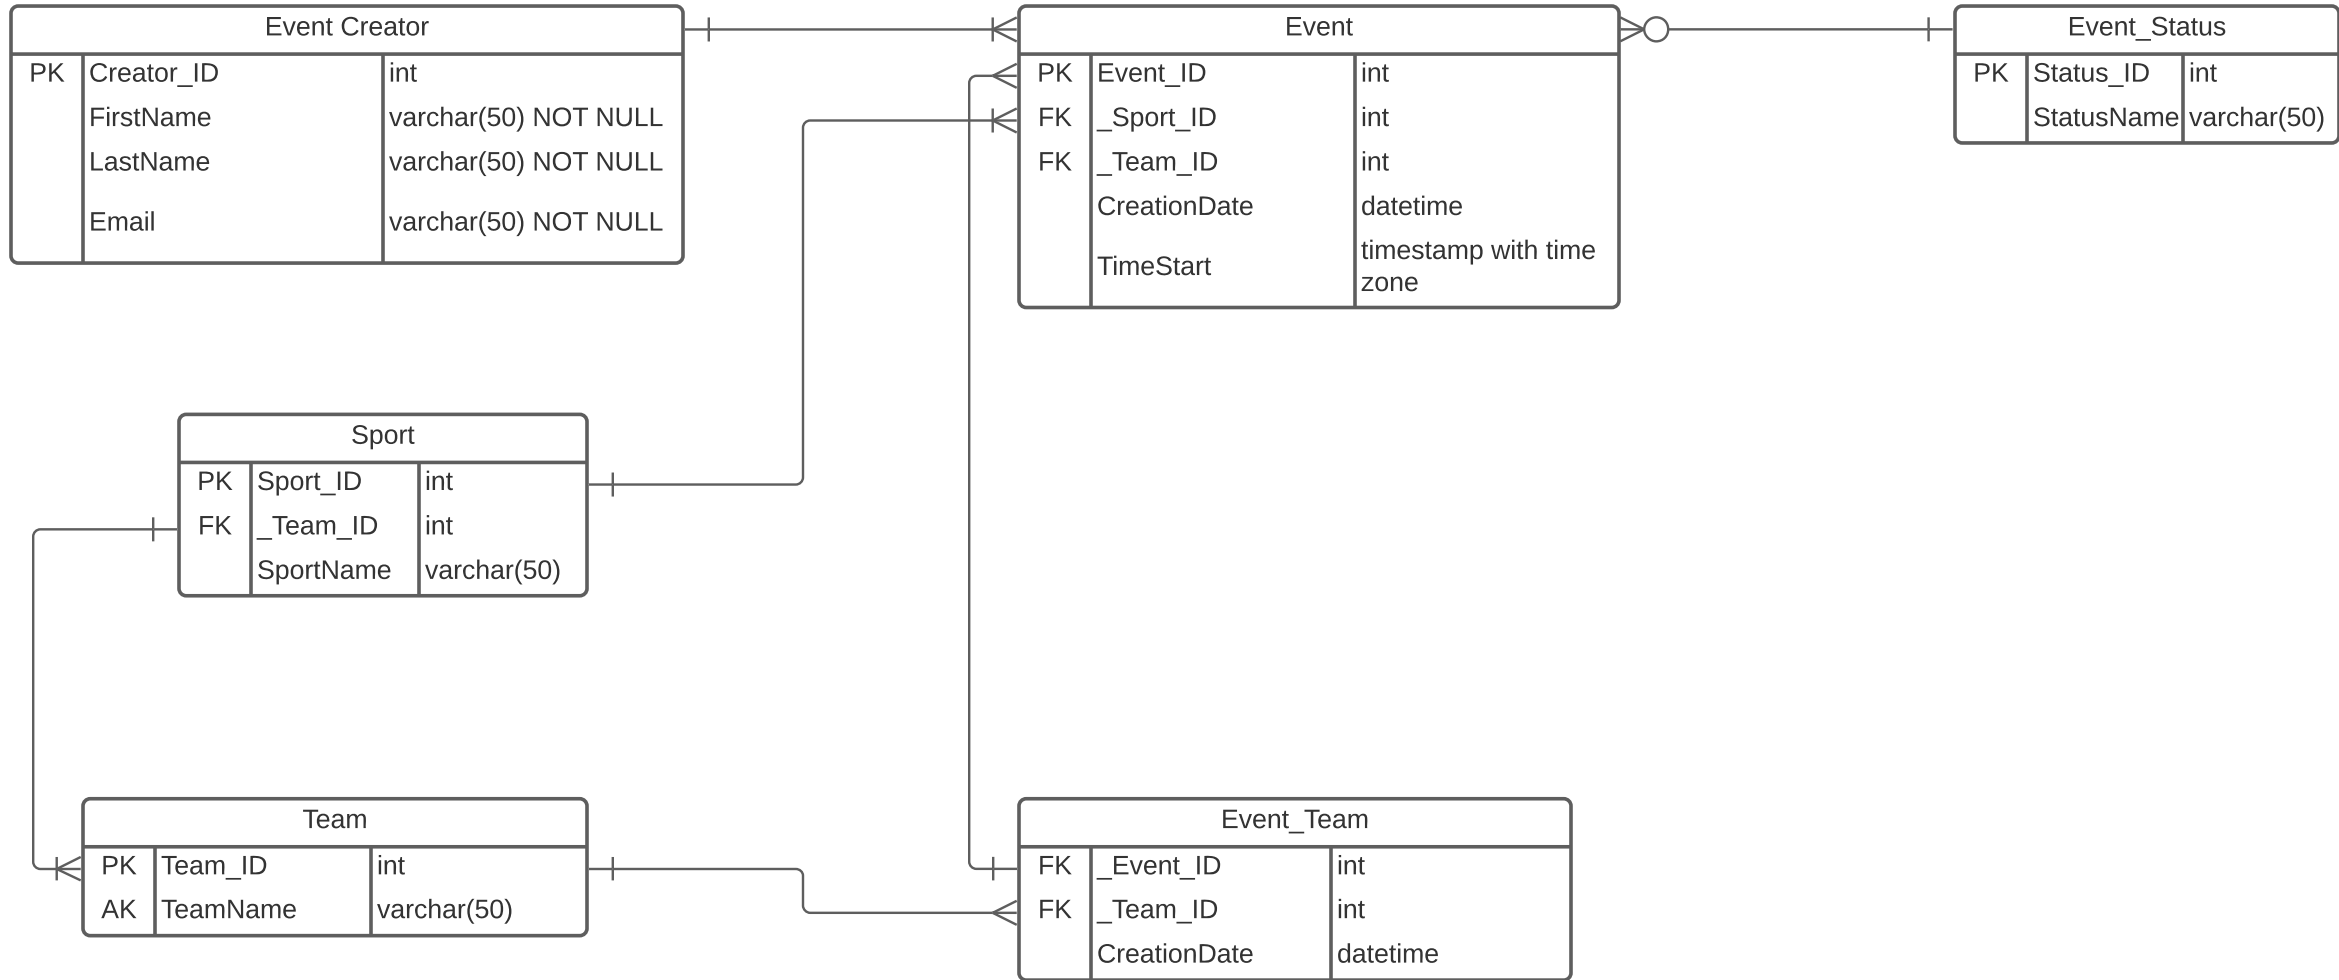 Event Creator
PK Creator_ID int
FirstName varchar(50) NOT NULL
LastName varchar(50) NOT NULL
Email varchar(50) NOT NULL
Event
PK Event_ID int
FK _Sport_ID int
FK _Team_ID int
CreationDate datetime
TimeStart timestamp with time
zone
Event_Status
PK Status_ID int
StatusName varchar(50)
Sport
PK Sport_ID int
FK _Team_ID int
SportName varchar(50)
Team
PK Team_ID int
AK TeamName varchar(50)
Event_Team
FK _Event_ID int
FK _Team_ID int
CreationDate datetime